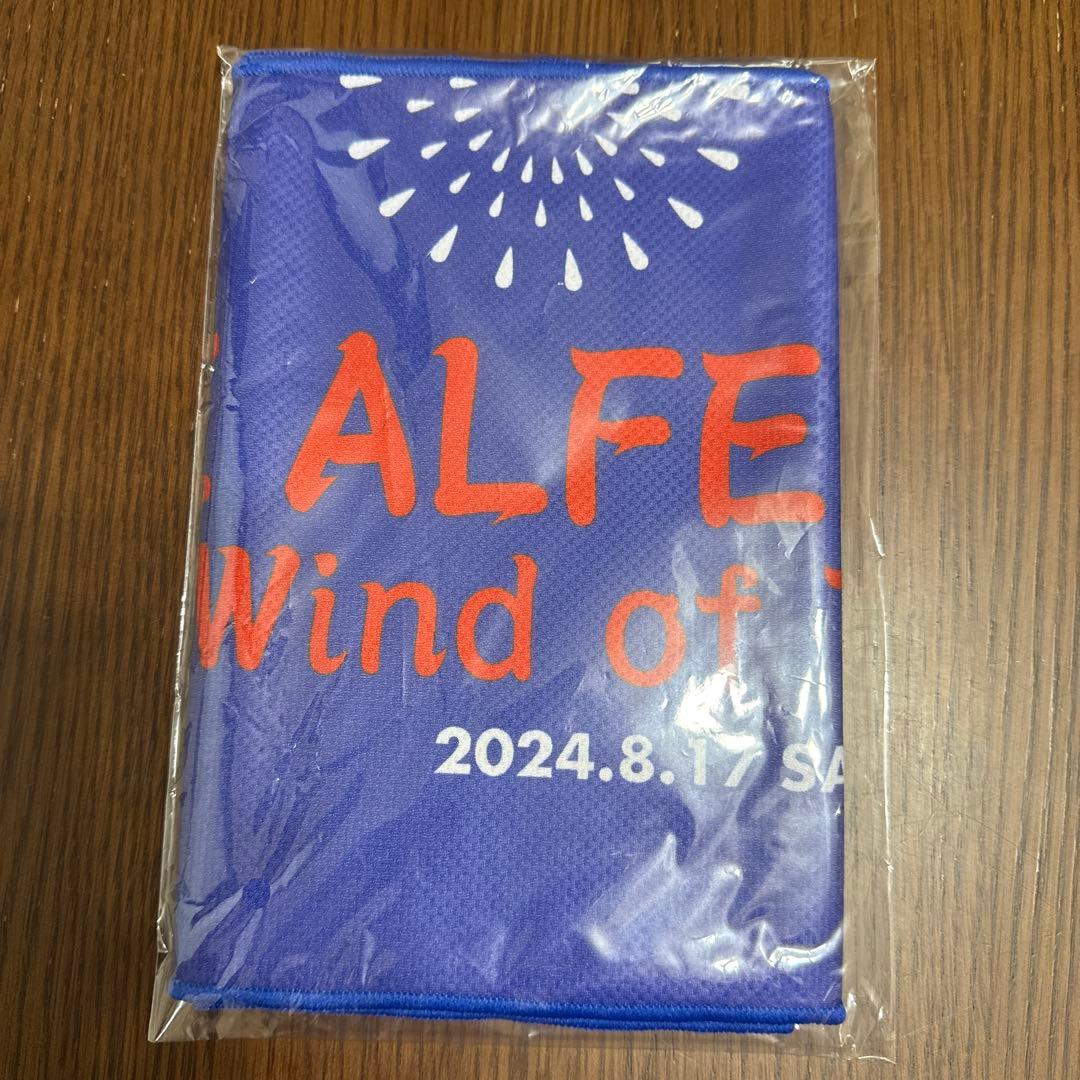 ALFE
Wind of
2024.8.17 SA